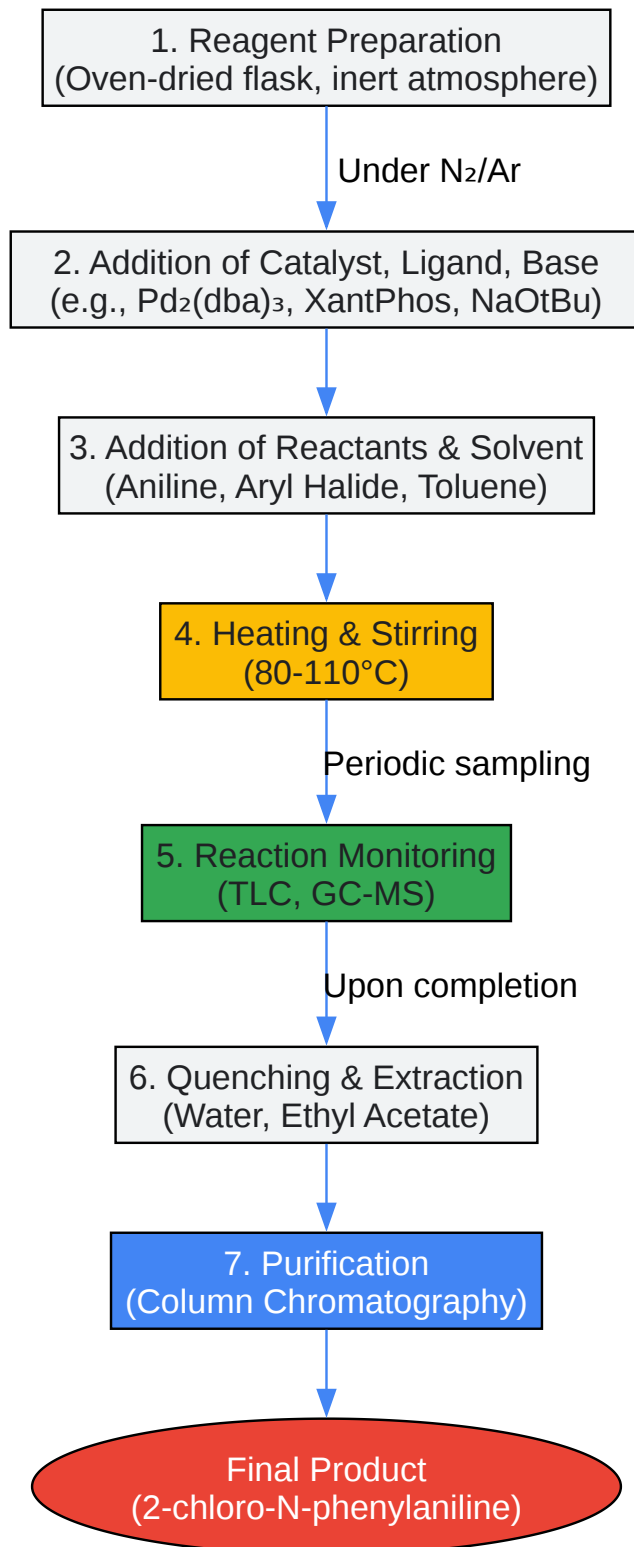 1. Reagent Preparation
(Oven-dried flask, inert atmosphere)
Under N₂/Ar
2. Addition of Catalyst, Ligand, Base
(e.g., Pd₂(dba)₃, XantPhos, NaOtBu)
3. Addition of Reactants & Solvent
(Aniline, Aryl Halide, Toluene)
4. Heating & Stirring
(80-110°C)
Periodic sampling
5. Reaction Monitoring
(TLC, GC-MS)
Upon completion
6. Quenching & Extraction
(Water, Ethyl Acetate)
7. Purification
(Column Chromatography)
Final Product
(2-chloro-N-phenylaniline)